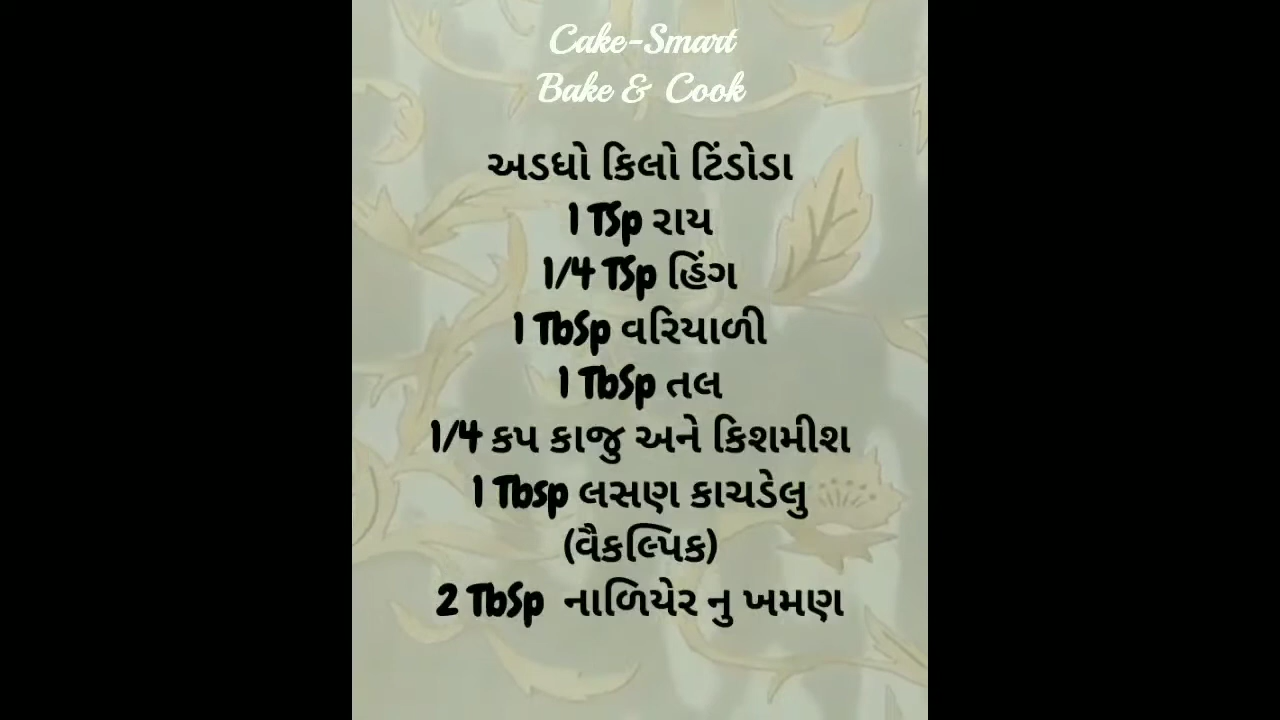 Cake-Smart
Bake & Cook
અડધો કિલો ટિંડોડા
1 TSp રાય
1/4 TSp હિંગ
1 TbSp વરિયાળી
1 TbSp તલ
1/4 કપ કાજુ અને કિશમીશ
1 Tbsp લસણ કાચડેલુ
(વૈકલ્પિક)
2 TbSp નાળિયેર નુ ખમણ